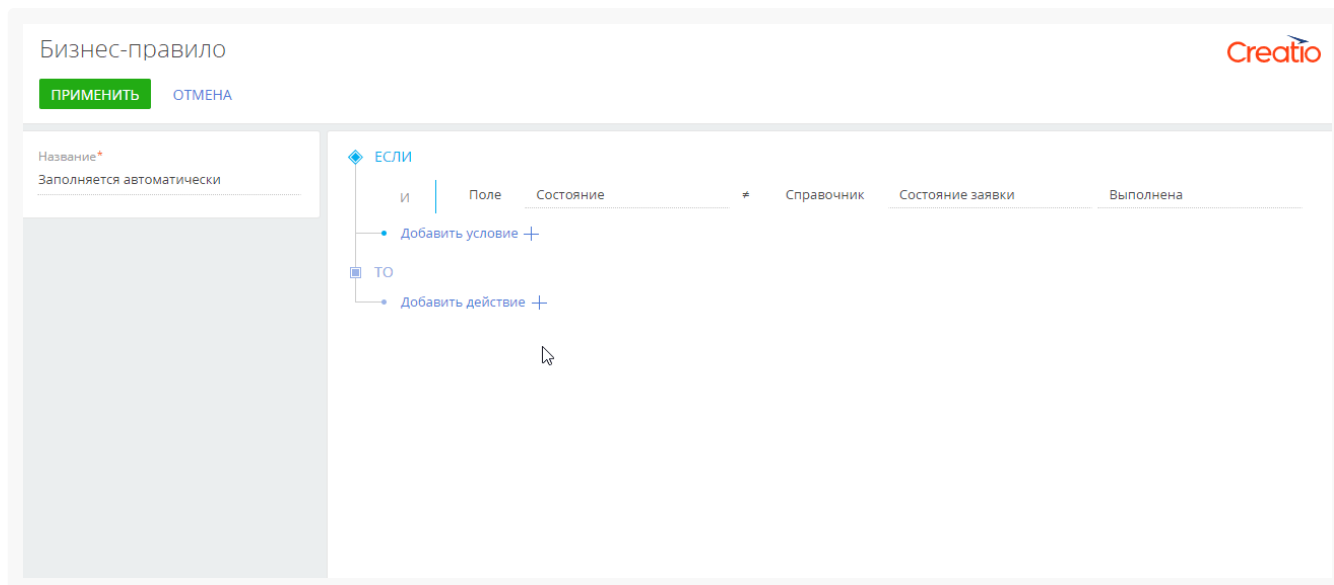 Бизнес-правило
Creatio
ПРИМЕНИТЬ ОТМЕНА
Название*
Заполняется автоматически
ЕСЛИ
И Поле Состояние ≠ Справочник Состояние заявки Выполнена
Добавить условие
ТО
Добавить действие